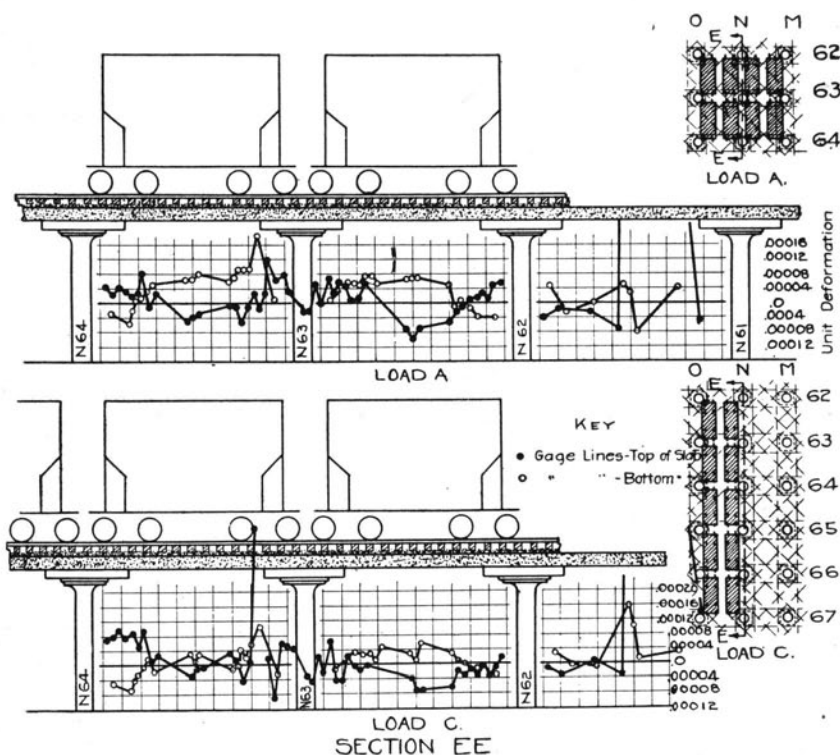 O N M
E
62
63
64
E
LOAD A.
Unit Deformation
.00016
.00012
.00008
.00004
.0
.0004
.00008
.00012
N64
N63
N62
N61
LOAD A
O N M
E
62
63
64
65
66
67
E
LOAD C.
KEY
Gage Lines-Top of Slab
" " -Bottom "
.00020
.00016
.00012
.00008
.00004
.0
.00004
.00008
.00012
N64
N63
N62
LOAD C.
SECTION EE